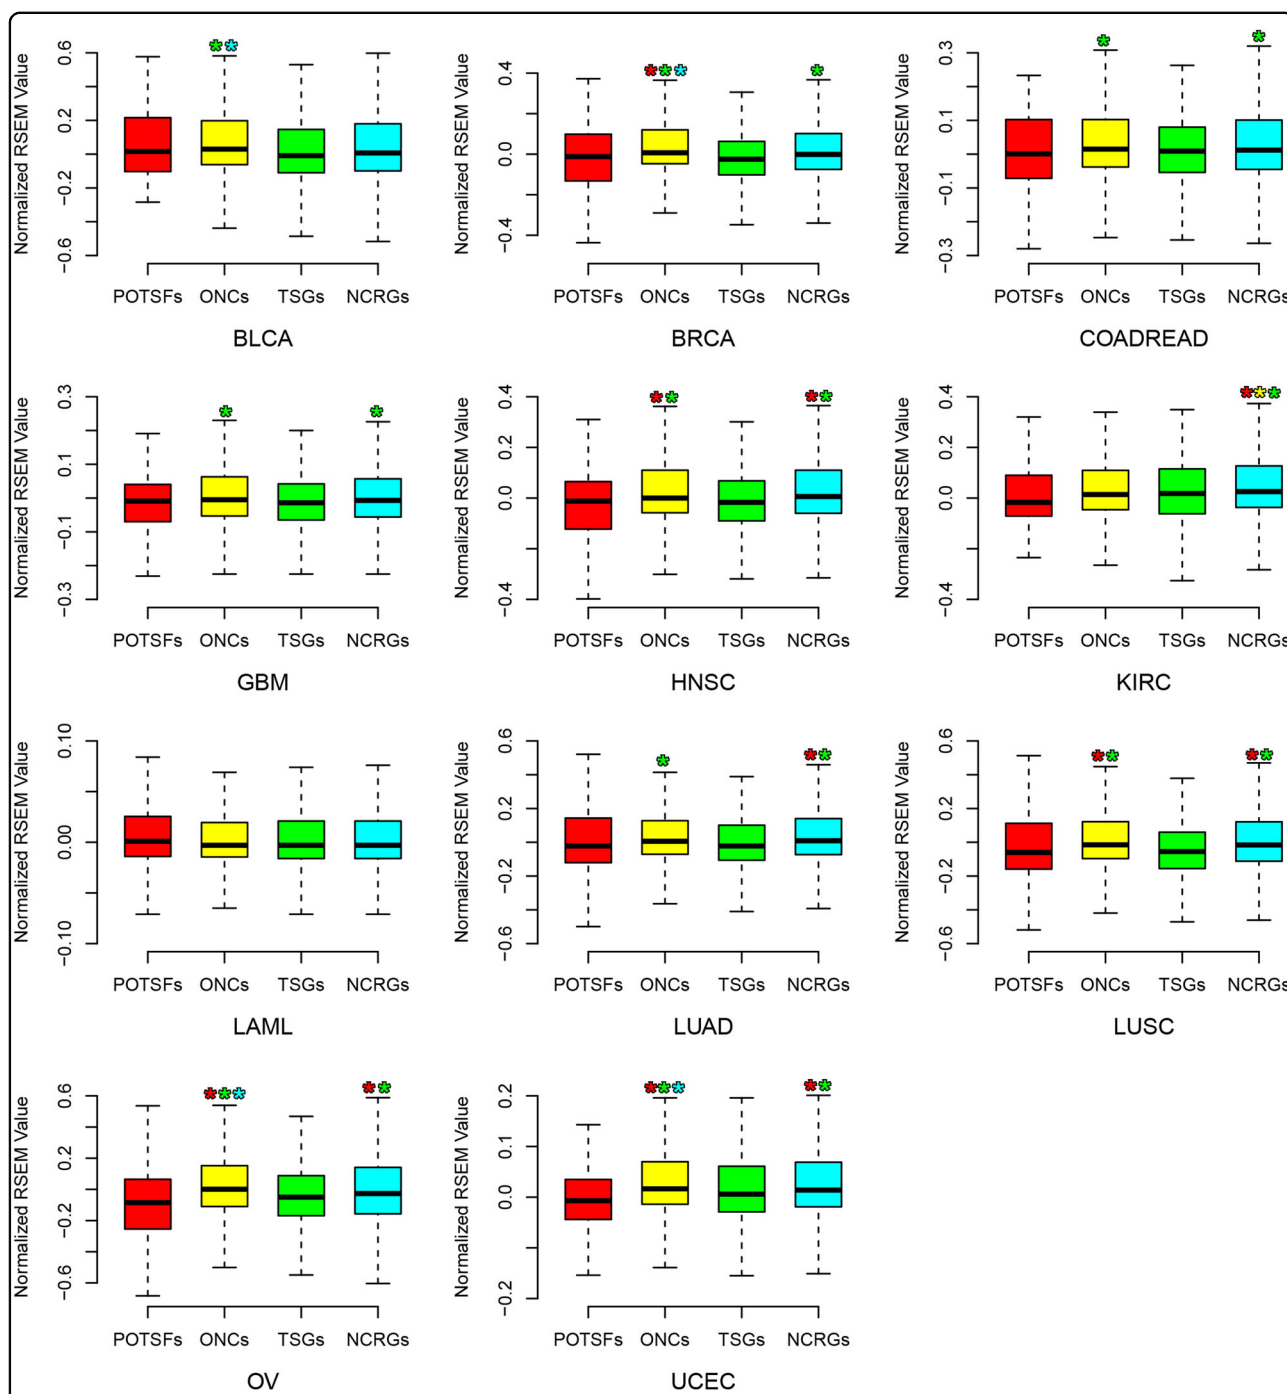 Normalized RSEM Value
0.6
0.2
−0.2
−0.6
POTSFs ONCs TSGs NCRGs
BLCA
Normalized RSEM Value
0.4
0.0
−0.4
POTSFs ONCs TSGs NCRGs
BRCA
Normalized RSEM Value
0.3
0.1
−0.1
−0.3
POTSFs ONCs TSGs NCRGs
COADREAD
Normalized RSEM Value
0.3
0.1
−0.1
−0.3
POTSFs ONCs TSGs NCRGs
GBM
Normalized RSEM Value
0.4
0.2
0.0
−0.4
POTSFs ONCs TSGs NCRGs
HNSC
Normalized RSEM Value
0.4
0.2
0.0
−0.4
POTSFs ONCs TSGs NCRGs
KIRC
Normalized RSEM Value
0.10
0.00
−0.10
POTSFs ONCs TSGs NCRGs
LAML
Normalized RSEM Value
0.6
0.2
−0.2
−0.6
POTSFs ONCs TSGs NCRGs
LUAD
Normalized RSEM Value
0.6
0.2
−0.2
−0.6
POTSFs ONCs TSGs NCRGs
LUSC
Normalized RSEM Value
0.6
0.2
−0.2
−0.6
POTSFs ONCs TSGs NCRGs
OV
Normalized RSEM Value
0.2
0.1
0.0
−0.2
POTSFs ONCs TSGs NCRGs
UCEC